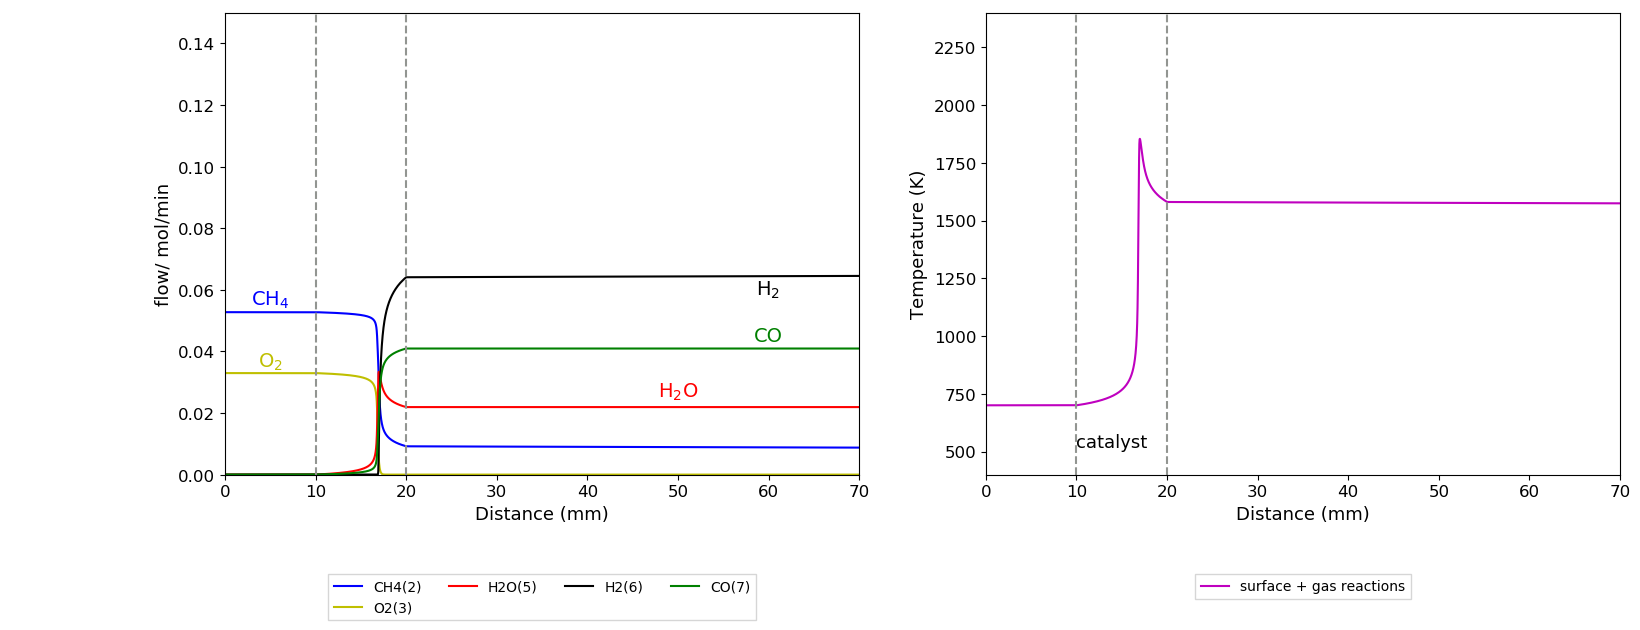 0.14
0.12
0.10
0.08
0.06
0.04
0.02
0.00
flow/ mol/min
CH₄
O₂
H₂
CO
H₂O
0 10 20 30 40 50 60 70
Distance (mm)
CH4(2) H2O(5) H2(6) CO(7)
O2(3)
2250
2000
1750
1500
1250
1000
750
500
Temperature (K)
catalyst
0 10 20 30 40 50 60 70
Distance (mm)
surface + gas reactions